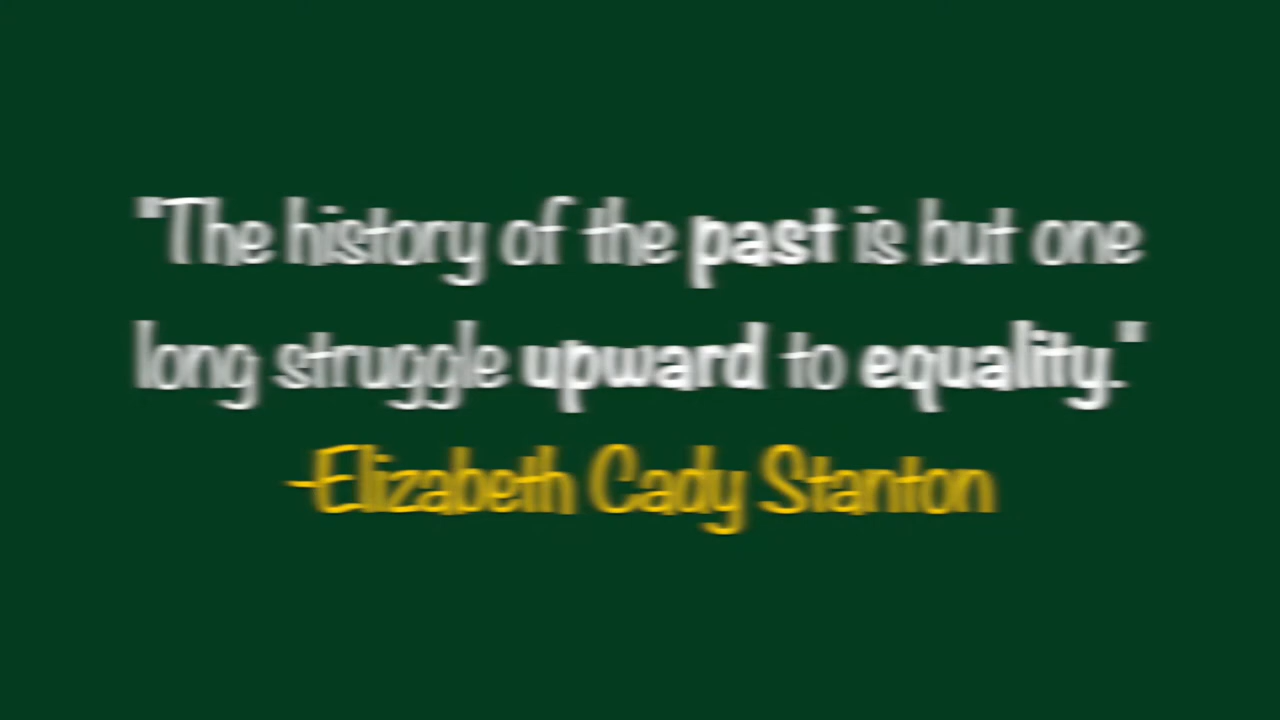 "The history of the past is but one
long struggle upward to equality."
-Elizabeth Cady Stanton